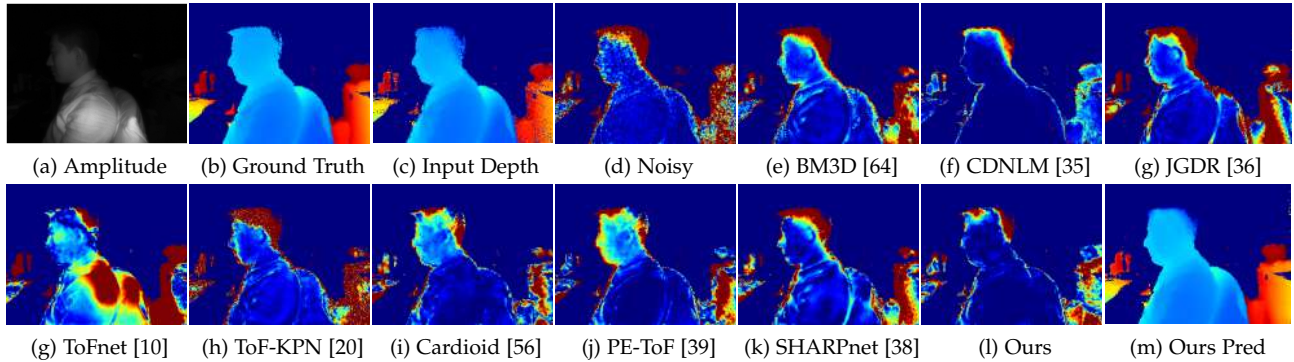 (a) Amplitude
(b) Ground Truth
(c) Input Depth
(d) Noisy
(e) BM3D [64]
(f) CDNLM [35]
(g) JGDR [36]
(g) ToFnet [10]
(h) ToF-KPN [20]
(i) Cardioid [56]
(j) PE-ToF [39]
(k) SHARPnet [38]
(l) Ours
(m) Ours Pred